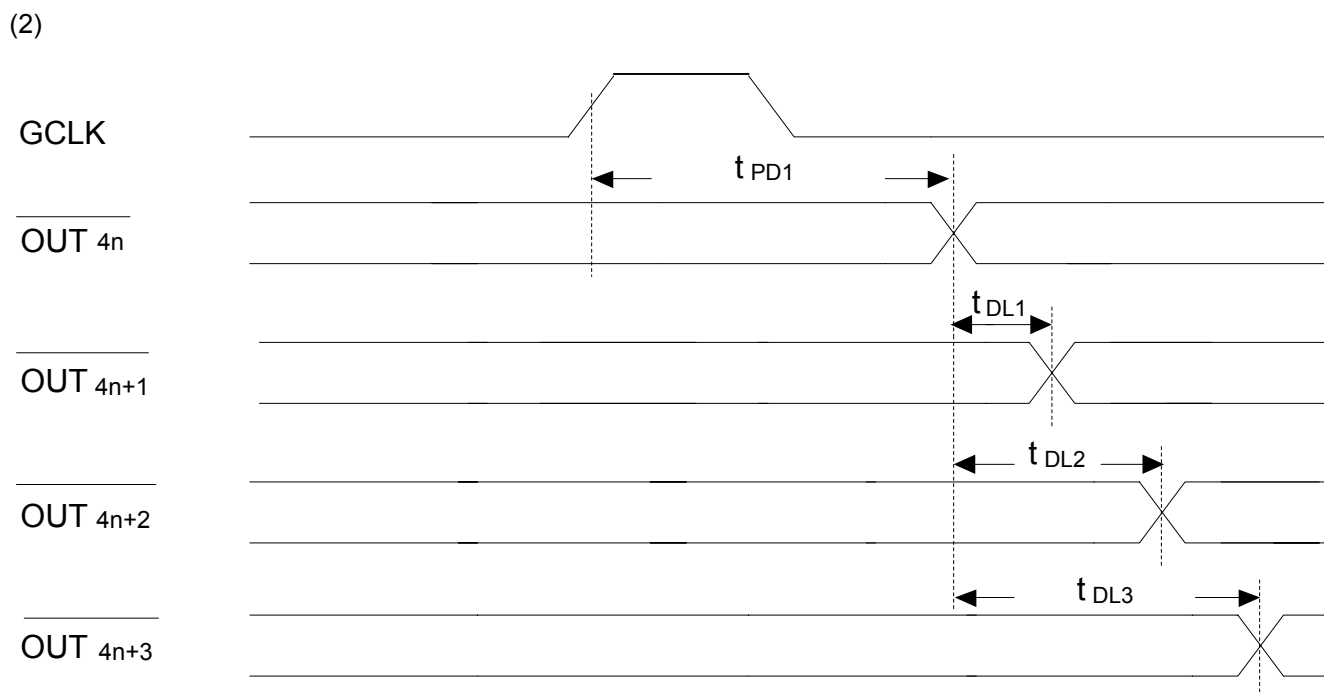 (2)
GCLK
t PD1
OUT 4n
t DL1
OUT 4n+1
t DL2
OUT 4n+2
t DL3
OUT 4n+3